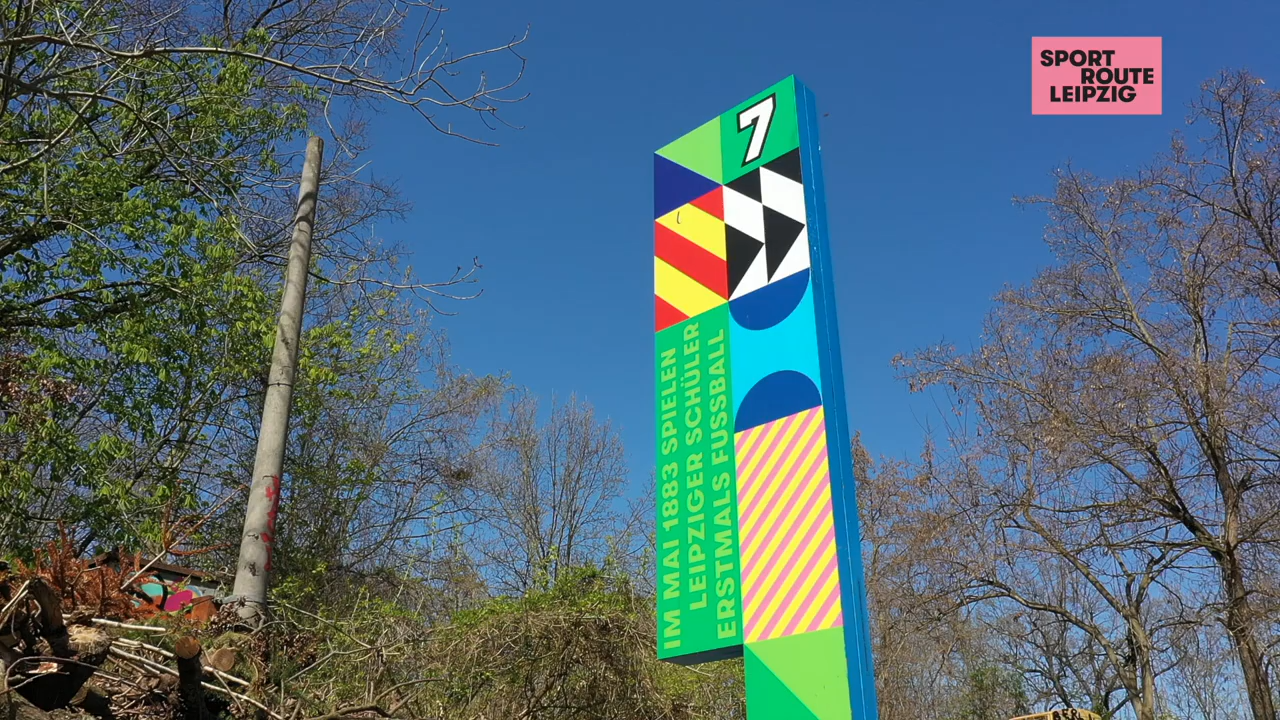 SPORT
ROUTE
LEIPZIG
7
IM MAI 1883 SPIELEN
LEIPZIGER SCHÜLER
ERSTMALS FUSSBALL